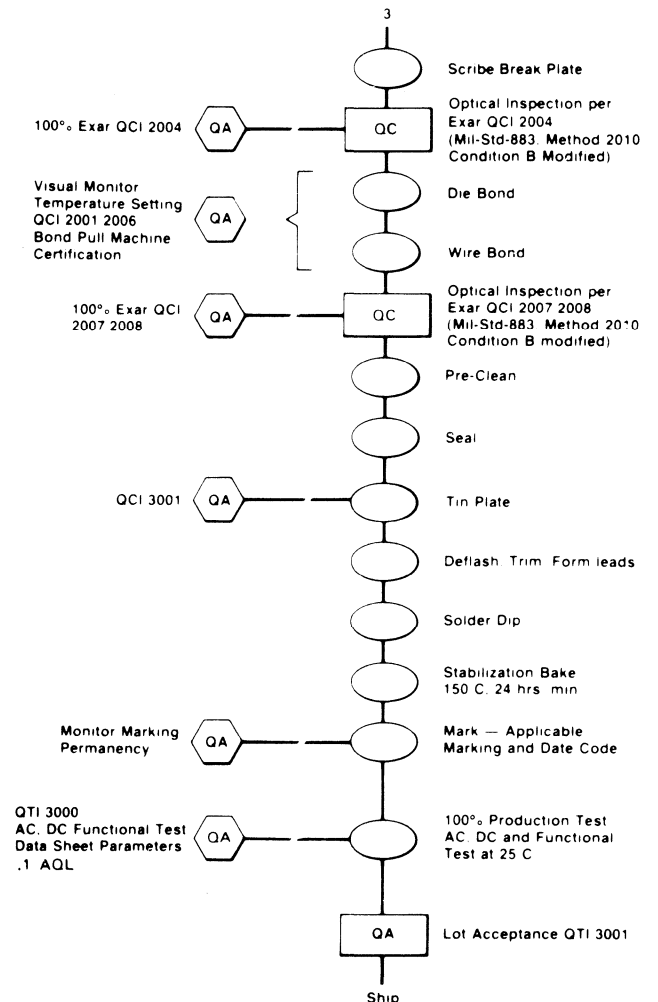 3
Scribe Break Plate
100°o Exar QCI 2004
QA
QC
Optical Inspection per
Exar QCI 2004
(Mil-Std-883. Method 2010
Condition B Modified)
Visual Monitor
Temperature Setting
QCI 2001 2006
Bond Pull Machine
Certification
QA
Die Bond
Wire Bond
100°o Exar QCI
2007 2008
QA
QC
Optical Inspection per
Exar QCI 2007 2008
(Mil-Std-883. Method 2010
Condition B modified)
Pre-Clean
Seal
QCI 3001
QA
Tin Plate
Deflash. Trim Form leads
Solder Dip
Stabilization Bake
150 C. 24 hrs min
Monitor Marking
Permanency
QA
Mark — Applicable
Marking and Date Code
QTI 3000
AC. DC Functional Test
Data Sheet Parameters
.1 AQL
QA
100°o Production Test
AC. DC and Functional
Test at 25 C
QA
Lot Acceptance QTI 3001
Ship